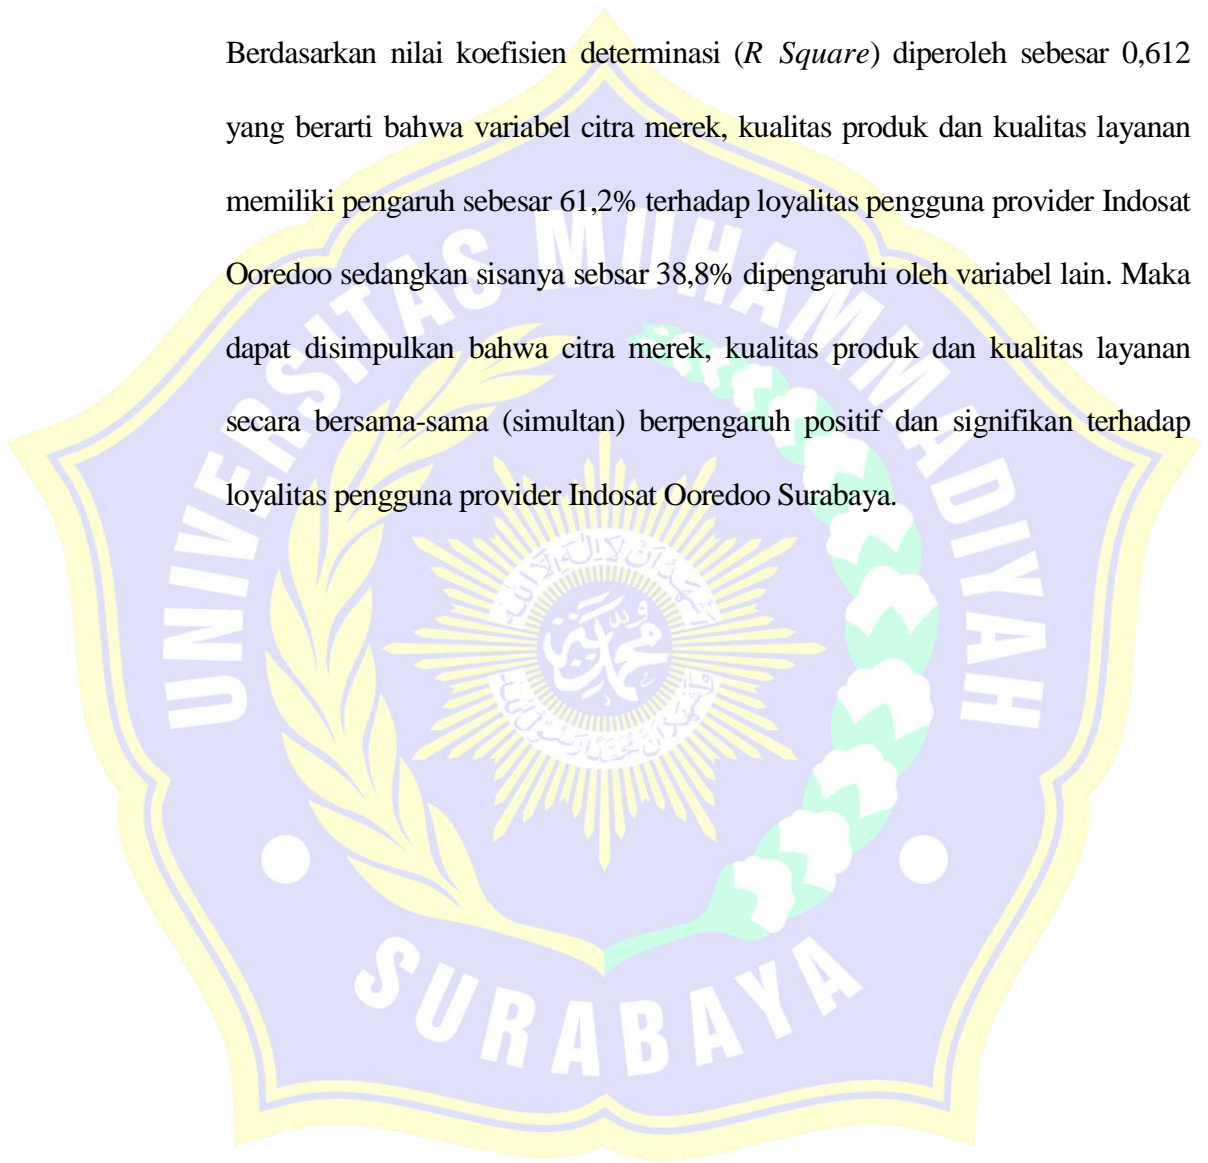 Berdasarkan nilai koefisien determinasi (R Square) diperoleh sebesar 0,612
yang berarti bahwa variabel citra merek, kualitas produk dan kualitas layanan
memiliki pengaruh sebesar 61,2% terhadap loyalitas pengguna provider Indosat
Ooredoo sedangkan sisanya sebsar 38,8% dipengaruhi oleh variabel lain. Maka
dapat disimpulkan bahwa citra merek, kualitas produk dan kualitas layanan
secara bersama-sama (simultan) berpengaruh positif dan signifikan terhadap
loyalitas pengguna provider Indosat Ooredoo Surabaya.
UNIVERSITAS MUHAMMADIYAH
SURABAYA